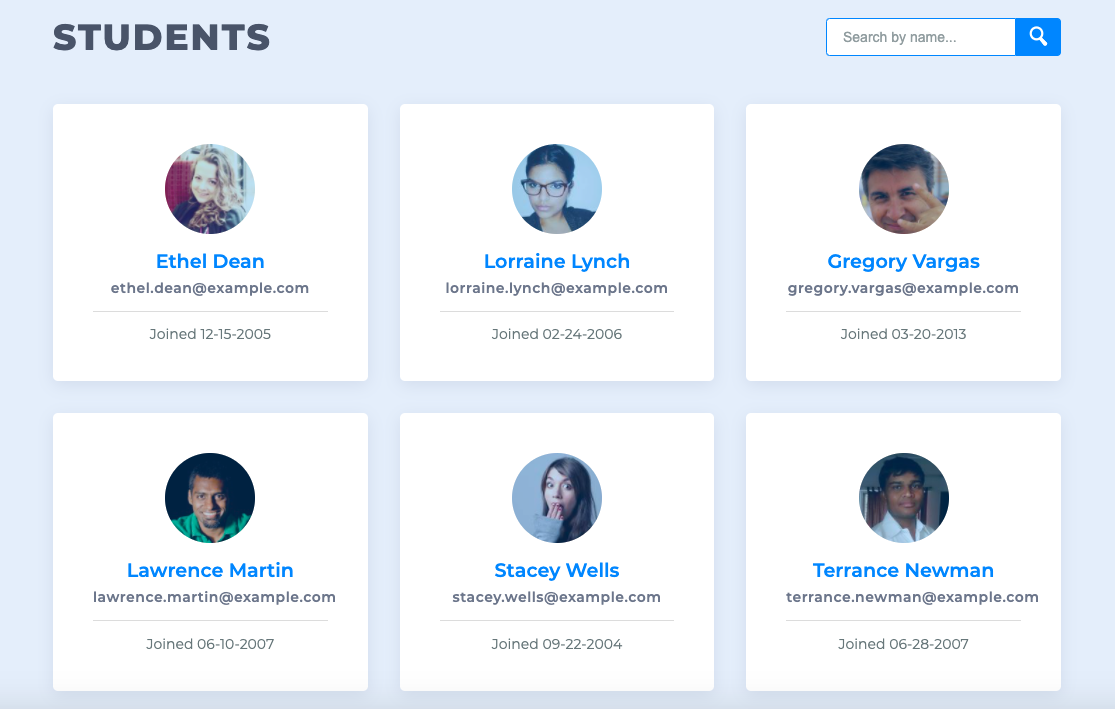 STUDENTS
Search by name...
Ethel Dean
ethel.dean@example.com
Joined 12-15-2005
Lorraine Lynch
lorraine.lynch@example.com
Joined 02-24-2006
Gregory Vargas
gregory.vargas@example.com
Joined 03-20-2013
Lawrence Martin
lawrence.martin@example.com
Joined 06-10-2007
Stacey Wells
stacey.wells@example.com
Joined 09-22-2004
Terrance Newman
terrance.newman@example.com
Joined 06-28-2007